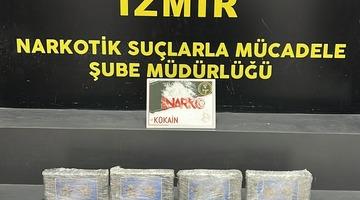 İZMİR
NARKOTİK SUÇLARLA MÜCADELE
ŞUBE MÜDÜRLÜĞÜ
NARKO
KOKAİN